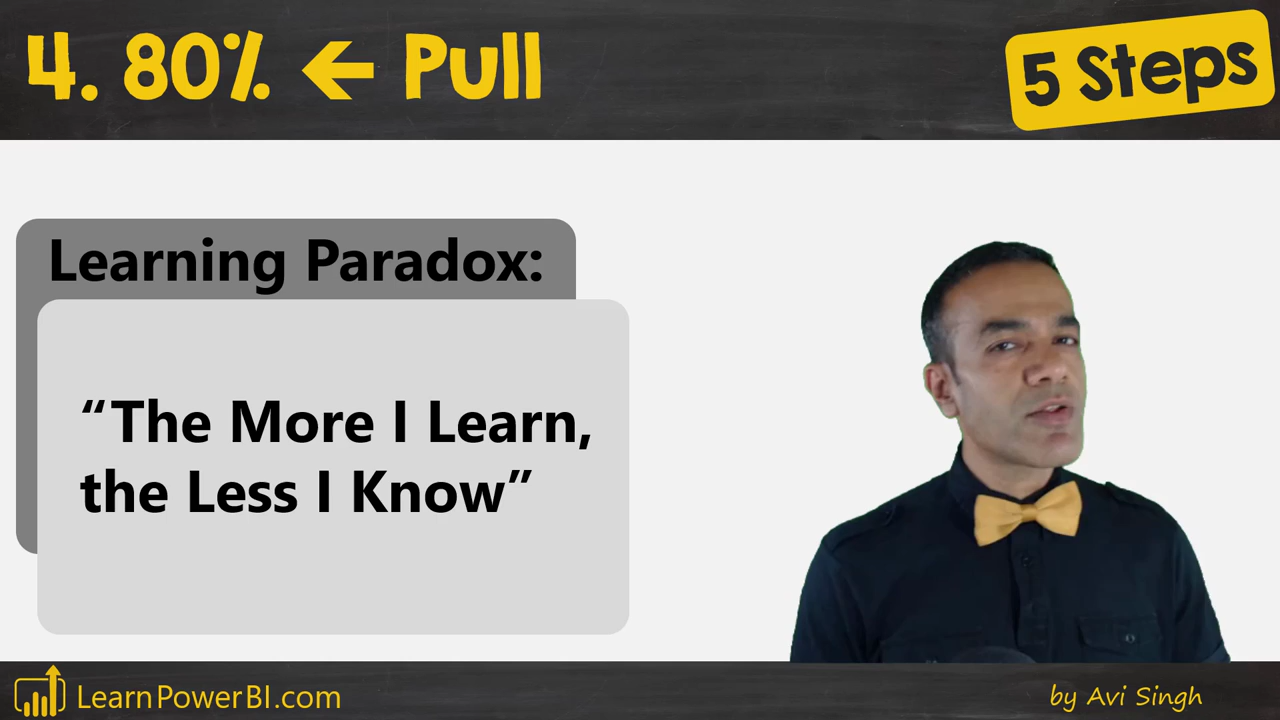 4. 80% ← Pull
5 Steps
Learning Paradox:
“The More I Learn,
the Less I Know”
LearnPowerBI.com
by Avi Singh